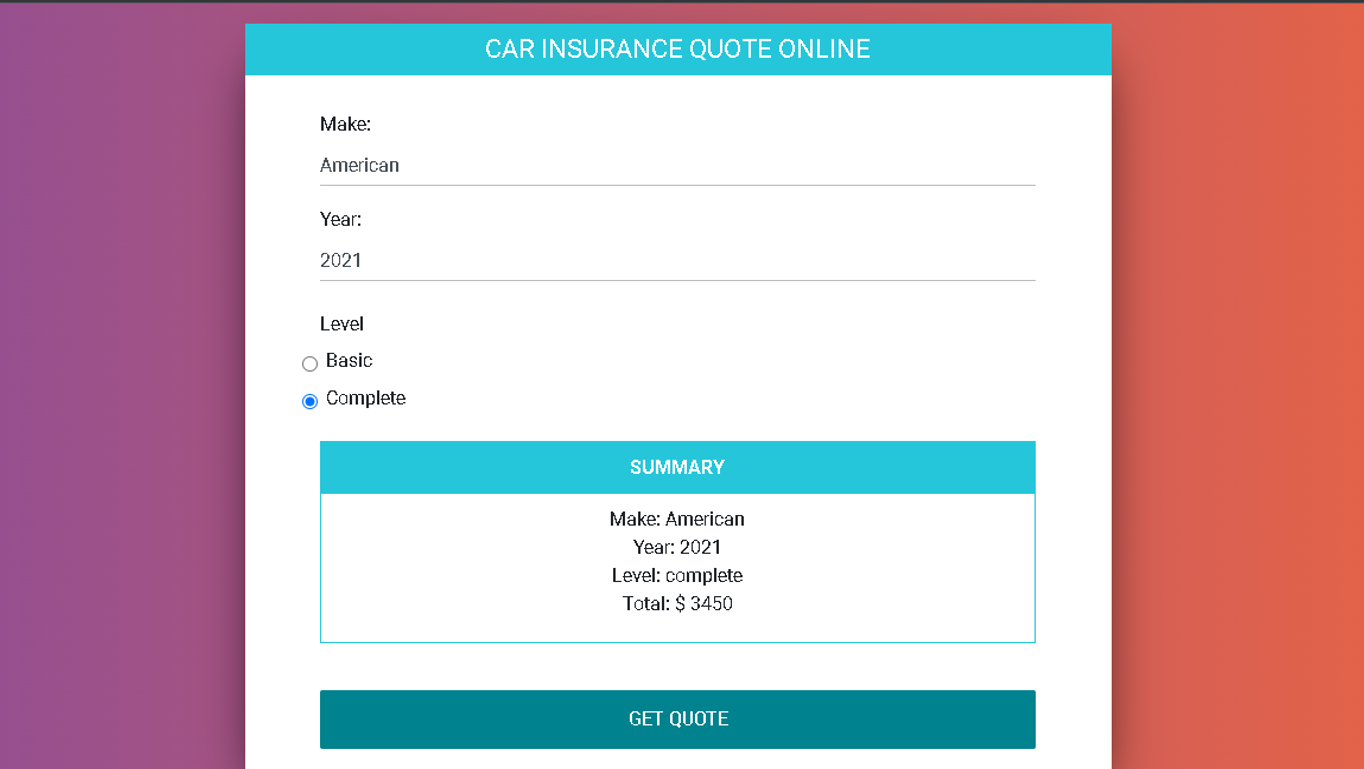 CAR INSURANCE QUOTE ONLINE
Make:
American
Year:
2021
Level
Basic
Complete
SUMMARY
Make: American
Year: 2021
Level: complete
Total: $ 3450
GET QUOTE